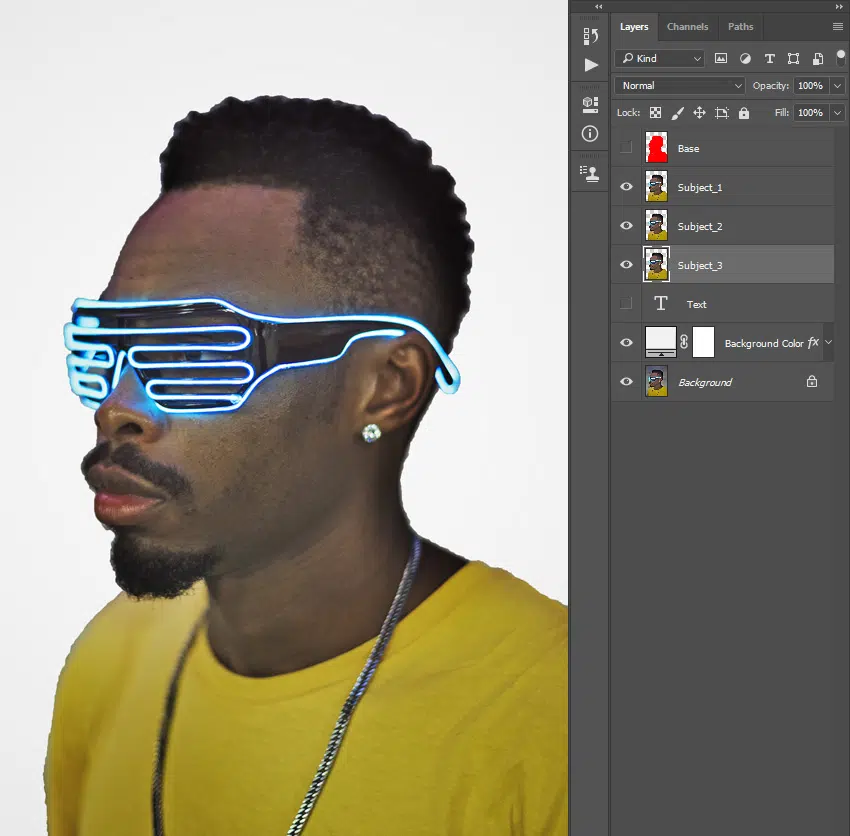 Layers Channels Paths
Kind
Normal Opacity: 100%
Lock: Fill: 100%
Base
Subject_1
Subject_2
Subject_3
Text
Background Color fx
Background